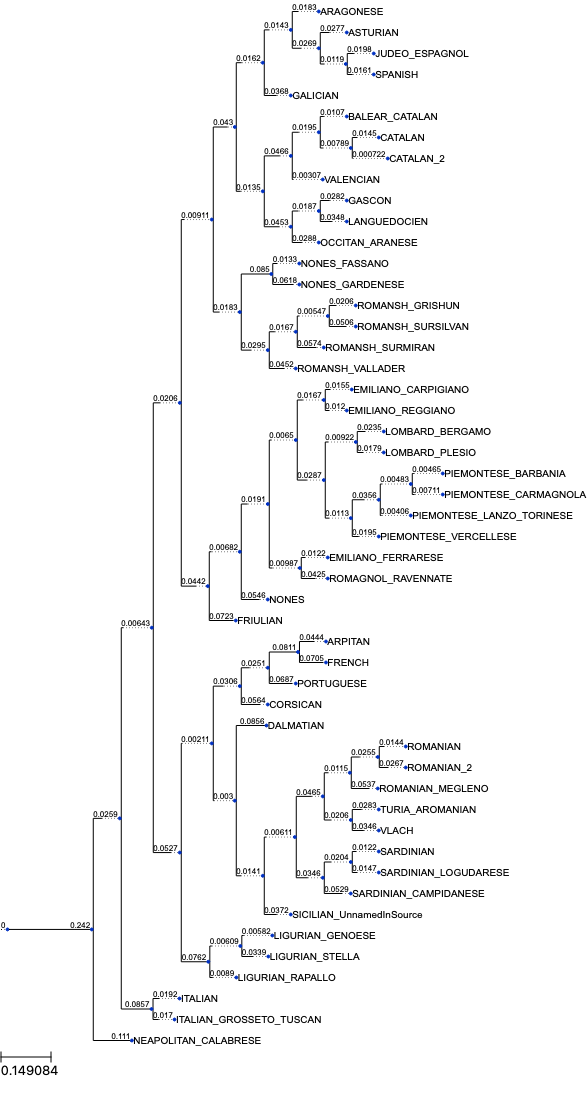 0.0183 ARAGONESE
0.0143
0.0277 ASTURIAN
0.0269
0.0198 JUDEO_ESPAGNOL
0.0119
0.0162
0.0161 SPANISH
0.0368 GALICIAN
0.0107 BALEAR_CATALAN
0.043
0.0195
0.0145 CATALAN
0.00789
0.000722 CATALAN_2
0.0466
0.00307 VALENCIAN
0.0135
0.0282 GASCON
0.0187
0.0348 LANGUEDOCIEN
0.00911
0.0453
0.0288 OCCITAN_ARANESE
0.0133 NONES_FASSANO
0.085
0.0618 NONES_GARDENESE
0.0206 ROMANSH_GRISHUN
0.0183
0.00547
0.0506 ROMANSH_SURSILVAN
0.0167
0.0574 ROMANSH_SURMIRAN
0.0295
0.0452 ROMANSH_VALLADER
0.0155 EMILIANO_CARPIGIANO
0.0206
0.0167
0.012 EMILIANO_REGGIANO
0.0235 LOMBARD_BERGAMO
0.0065
0.00922
0.0179 LOMBARD_PLESIO
0.00465 PIEMONTESE_BARBANIA
0.0287
0.00483
0.00711 PIEMONTESE_CARMAGNOLA
0.0191
0.0356
0.00406 PIEMONTESE_LANZO_TORINESE
0.0113
0.0195 PIEMONTESE_VERCELLESE
0.00682
0.0122 EMILIANO_FERRARESE
0.00987
0.0425 ROMAGNOL_RAVENNATE
0.0442
0.0546 NONES
0.0723 FRIULIAN
0.00643
0.0444 ARPITAN
0.0811
0.0705 FRENCH
0.0251
0.0687 PORTUGUESE
0.0306
0.0564 CORSICAN
0.0856 DALMATIAN
0.00211
0.0144 ROMANIAN
0.0255
0.0267 ROMANIAN_2
0.0115
0.0537 ROMANIAN_MEGLENO
0.0465
0.003
0.0283 TURIA_AROMANIAN
0.0259
0.0206
0.0346 VLACH
0.00611
0.0527
0.0122 SARDINIAN
0.0204
0.0147 SARDINIAN_LOGUDARESE
0.0141
0.0346
0.0529 SARDINIAN_CAMPIDANESE
0.0372 SICILIAN_UnnamedInSource
0 0.242
0.00582 LIGURIAN_GENOESE
0.00609
0.0339 LIGURIAN_STELLA
0.0762
0.0089 LIGURIAN_RAPALLO
0.0192 ITALIAN
0.0857
0.017 ITALIAN_GROSSETO_TUSCAN
0.111 NEAPOLITAN_CALABRESE
0.149084